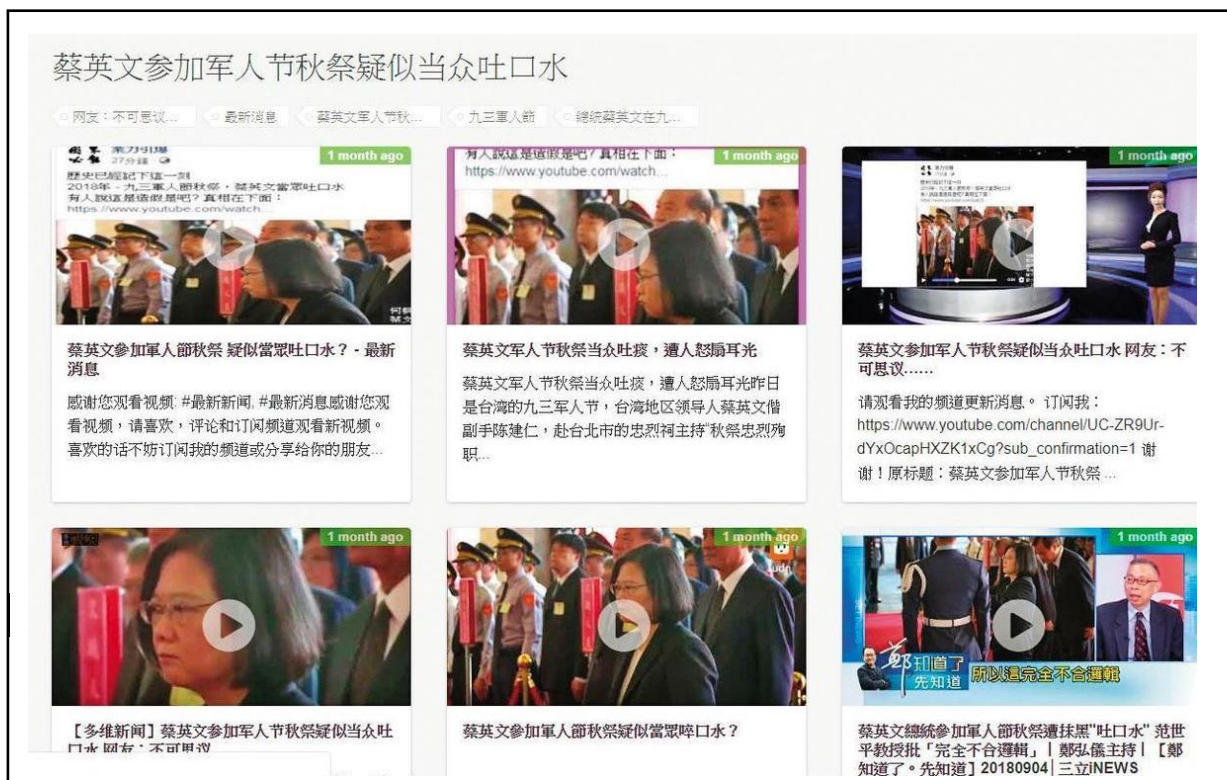 蔡英文参加军人节秋祭疑似当众吐口水
网友：不可思议...
最新消息
蔡英文军人节秋...
九三軍人節
總統蔡英文在九...
1 month ago
業力引爆
27分鐘
歷史已經記下這一刻
2018年 - 九三軍人節秋祭，蔡英文當眾吐口水
有人說這是造假是吧? 真相在下面：
https://www.youtube.com/watch...
蔡英文參加軍人節秋祭 疑似當眾吐口水？ - 最新
消息
感谢您观看视频: #最新新闻, #最新消息感谢您观
看视频，请喜欢，评论和订阅频道观看新视频。
喜欢的话不妨订阅我的频道或分享给你的朋友...
1 month ago
有人說這是造假是吧? 真相在下面：
https://www.youtube.com/watch...
蔡英文军人节秋祭当众吐痰，遭人怒扇耳光
蔡英文军人节秋祭当众吐痰，遭人怒扇耳光昨日
是台湾的九三军人节，台湾地区领导人蔡英文偕
副手陈建仁，赴台北市的忠烈祠主持“秋祭忠烈殉
职...
1 month ago
蔡英文参加军人节秋祭疑似当众吐口水 网友：不
可思议……
请观看我的频道更新消息。 订阅我：
https://www.youtube.com/channel/UC-ZR9Ur-
dYxOcapHXZK1xCg?sub_confirmation=1 谢
谢！原标题：蔡英文参加军人节秋祭 ...
1 month ago
【多维新闻】蔡英文参加军人节秋祭疑似当众吐
口水 网友：不可思议
1 month ago
udn
蔡英文參加軍人節秋祭疑似當眾啐口水？
1 month ago
鄭知道了
先知道
所以這完全不合邏輯
蔡英文總統參加軍人節秋祭遭抹黑"吐口水" 范世
平教授批「完全不合邏輯」｜鄭弘儀主持｜【鄭
知道了。先知道】20180904│三立iNEWS